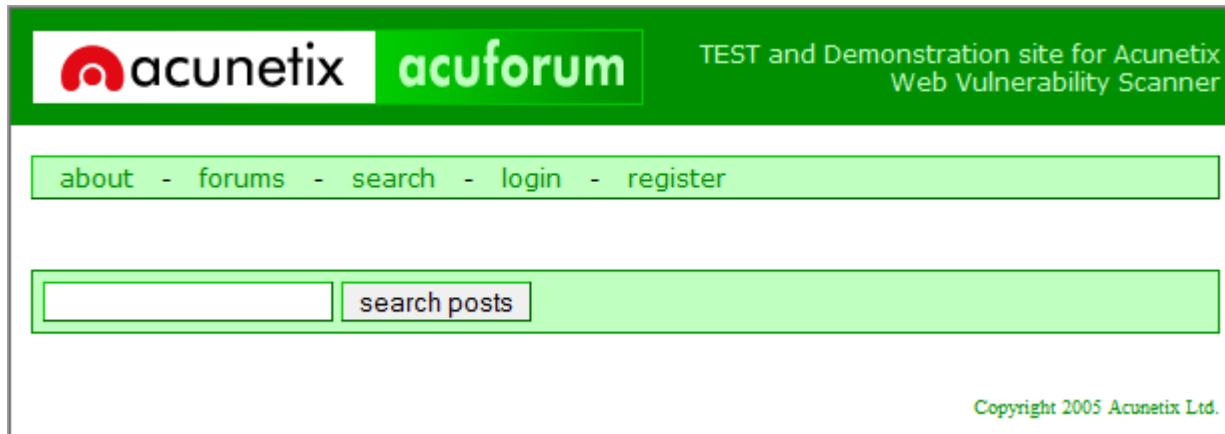 acunetix acuforum
TEST and Demonstration site for Acunetix
Web Vulnerability Scanner
about - forums - search - login - register
search posts
Copyright 2005 Acunetix Ltd.